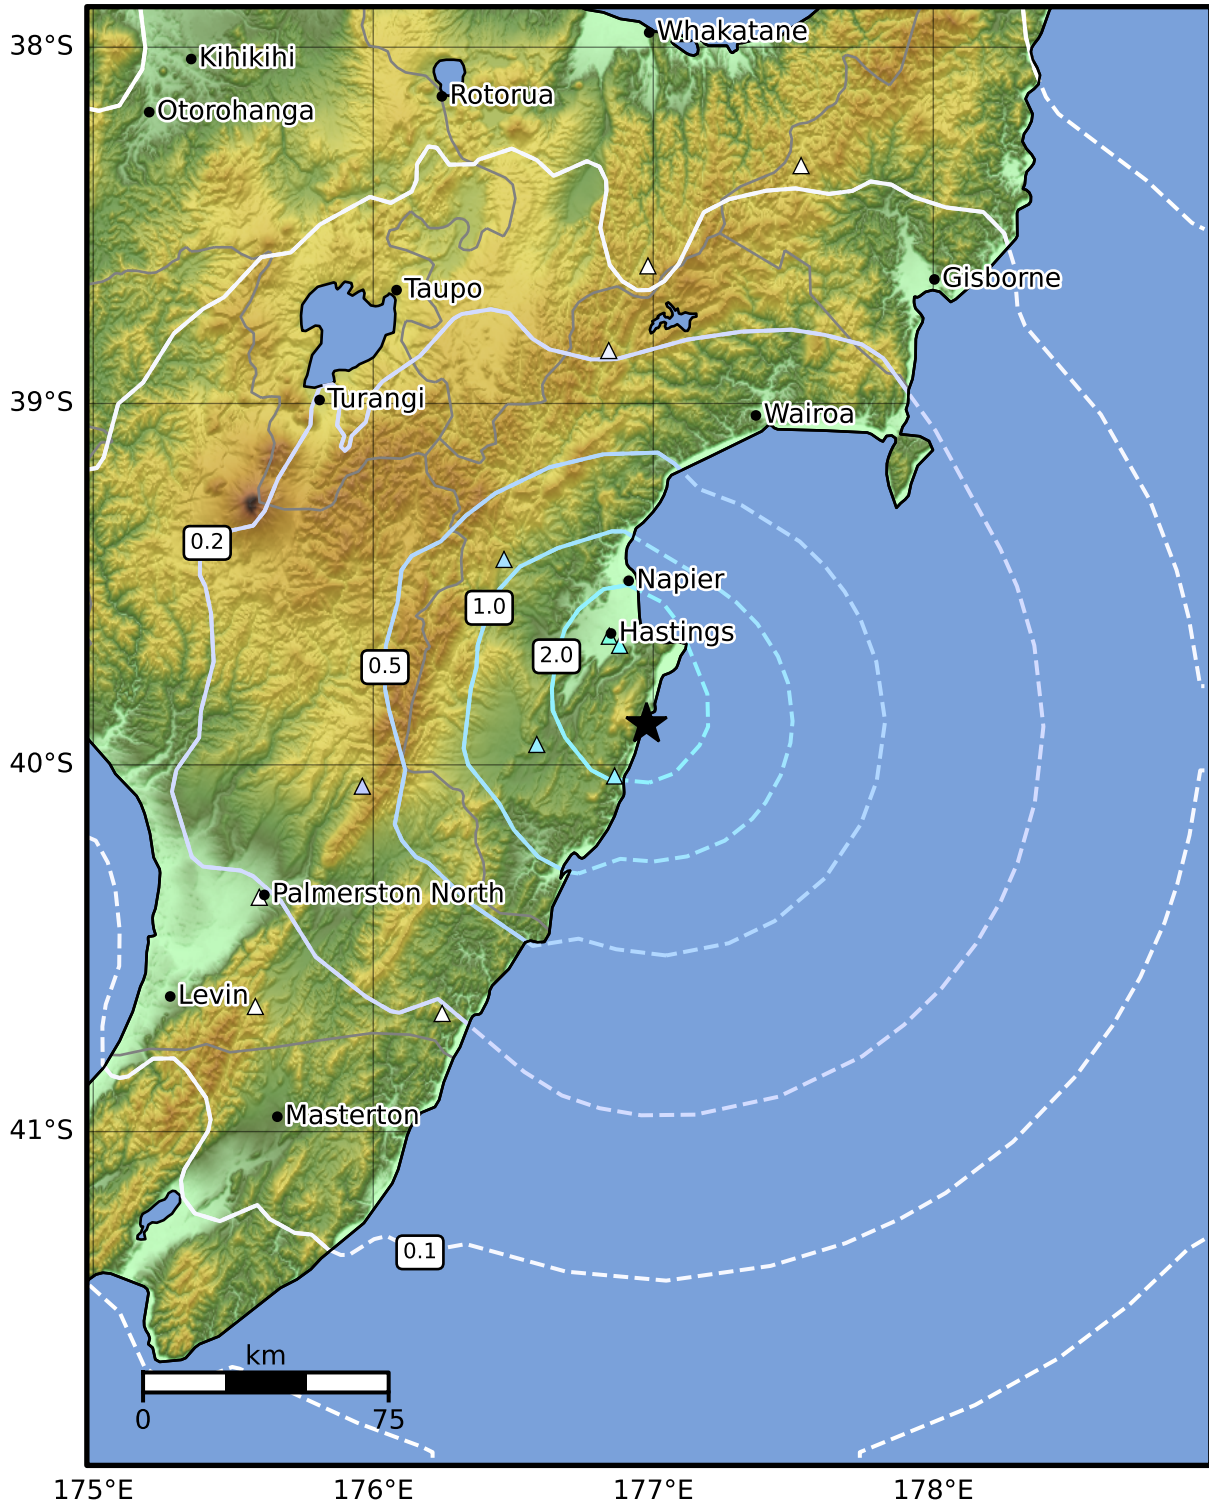 Whakatane
38°S
Kihikihi
Rotorua
Otorohanga
Gisborne
Taupo
Turangi
39°S
Wairoa
0.2
Napier
1.0
Hastings
2.0
0.5
40°S
Palmerston North
Levin
Masterton
41°S
0.1
km
0 75
175°E 176°E 177°E 178°E